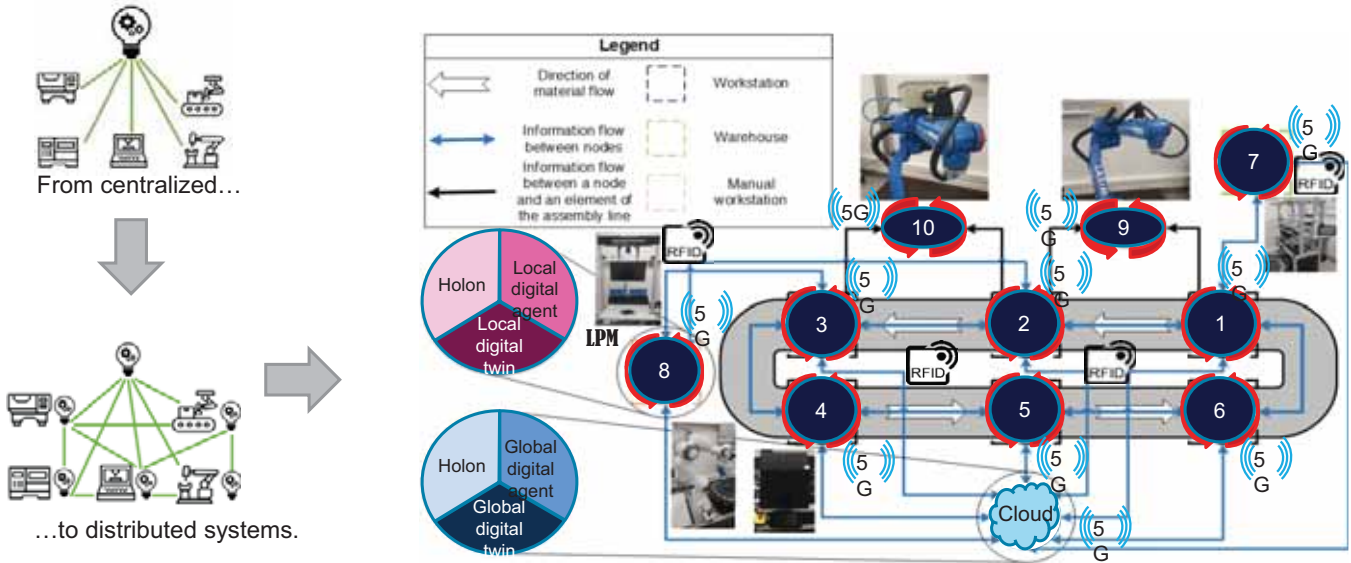 From centralized...
...to distributed systems.
Legend
Direction of
material flow
Workstation
Information flow
between nodes
Warehouse
Information flow
between a node
and an element of
the assembly line
Manual
workstation
Holon
Local
digital
agent
Local
digital
twin
LPM
Holon
Global
digital
agent
Global
digital
twin
RFID
5G
10
5
G
9
7
5
G
RFID
5
G
8
5
G
3
5
G
2
5
G
1
RFID
RFID
4
5
6
5
G
5
G
5
G
Cloud
5
G